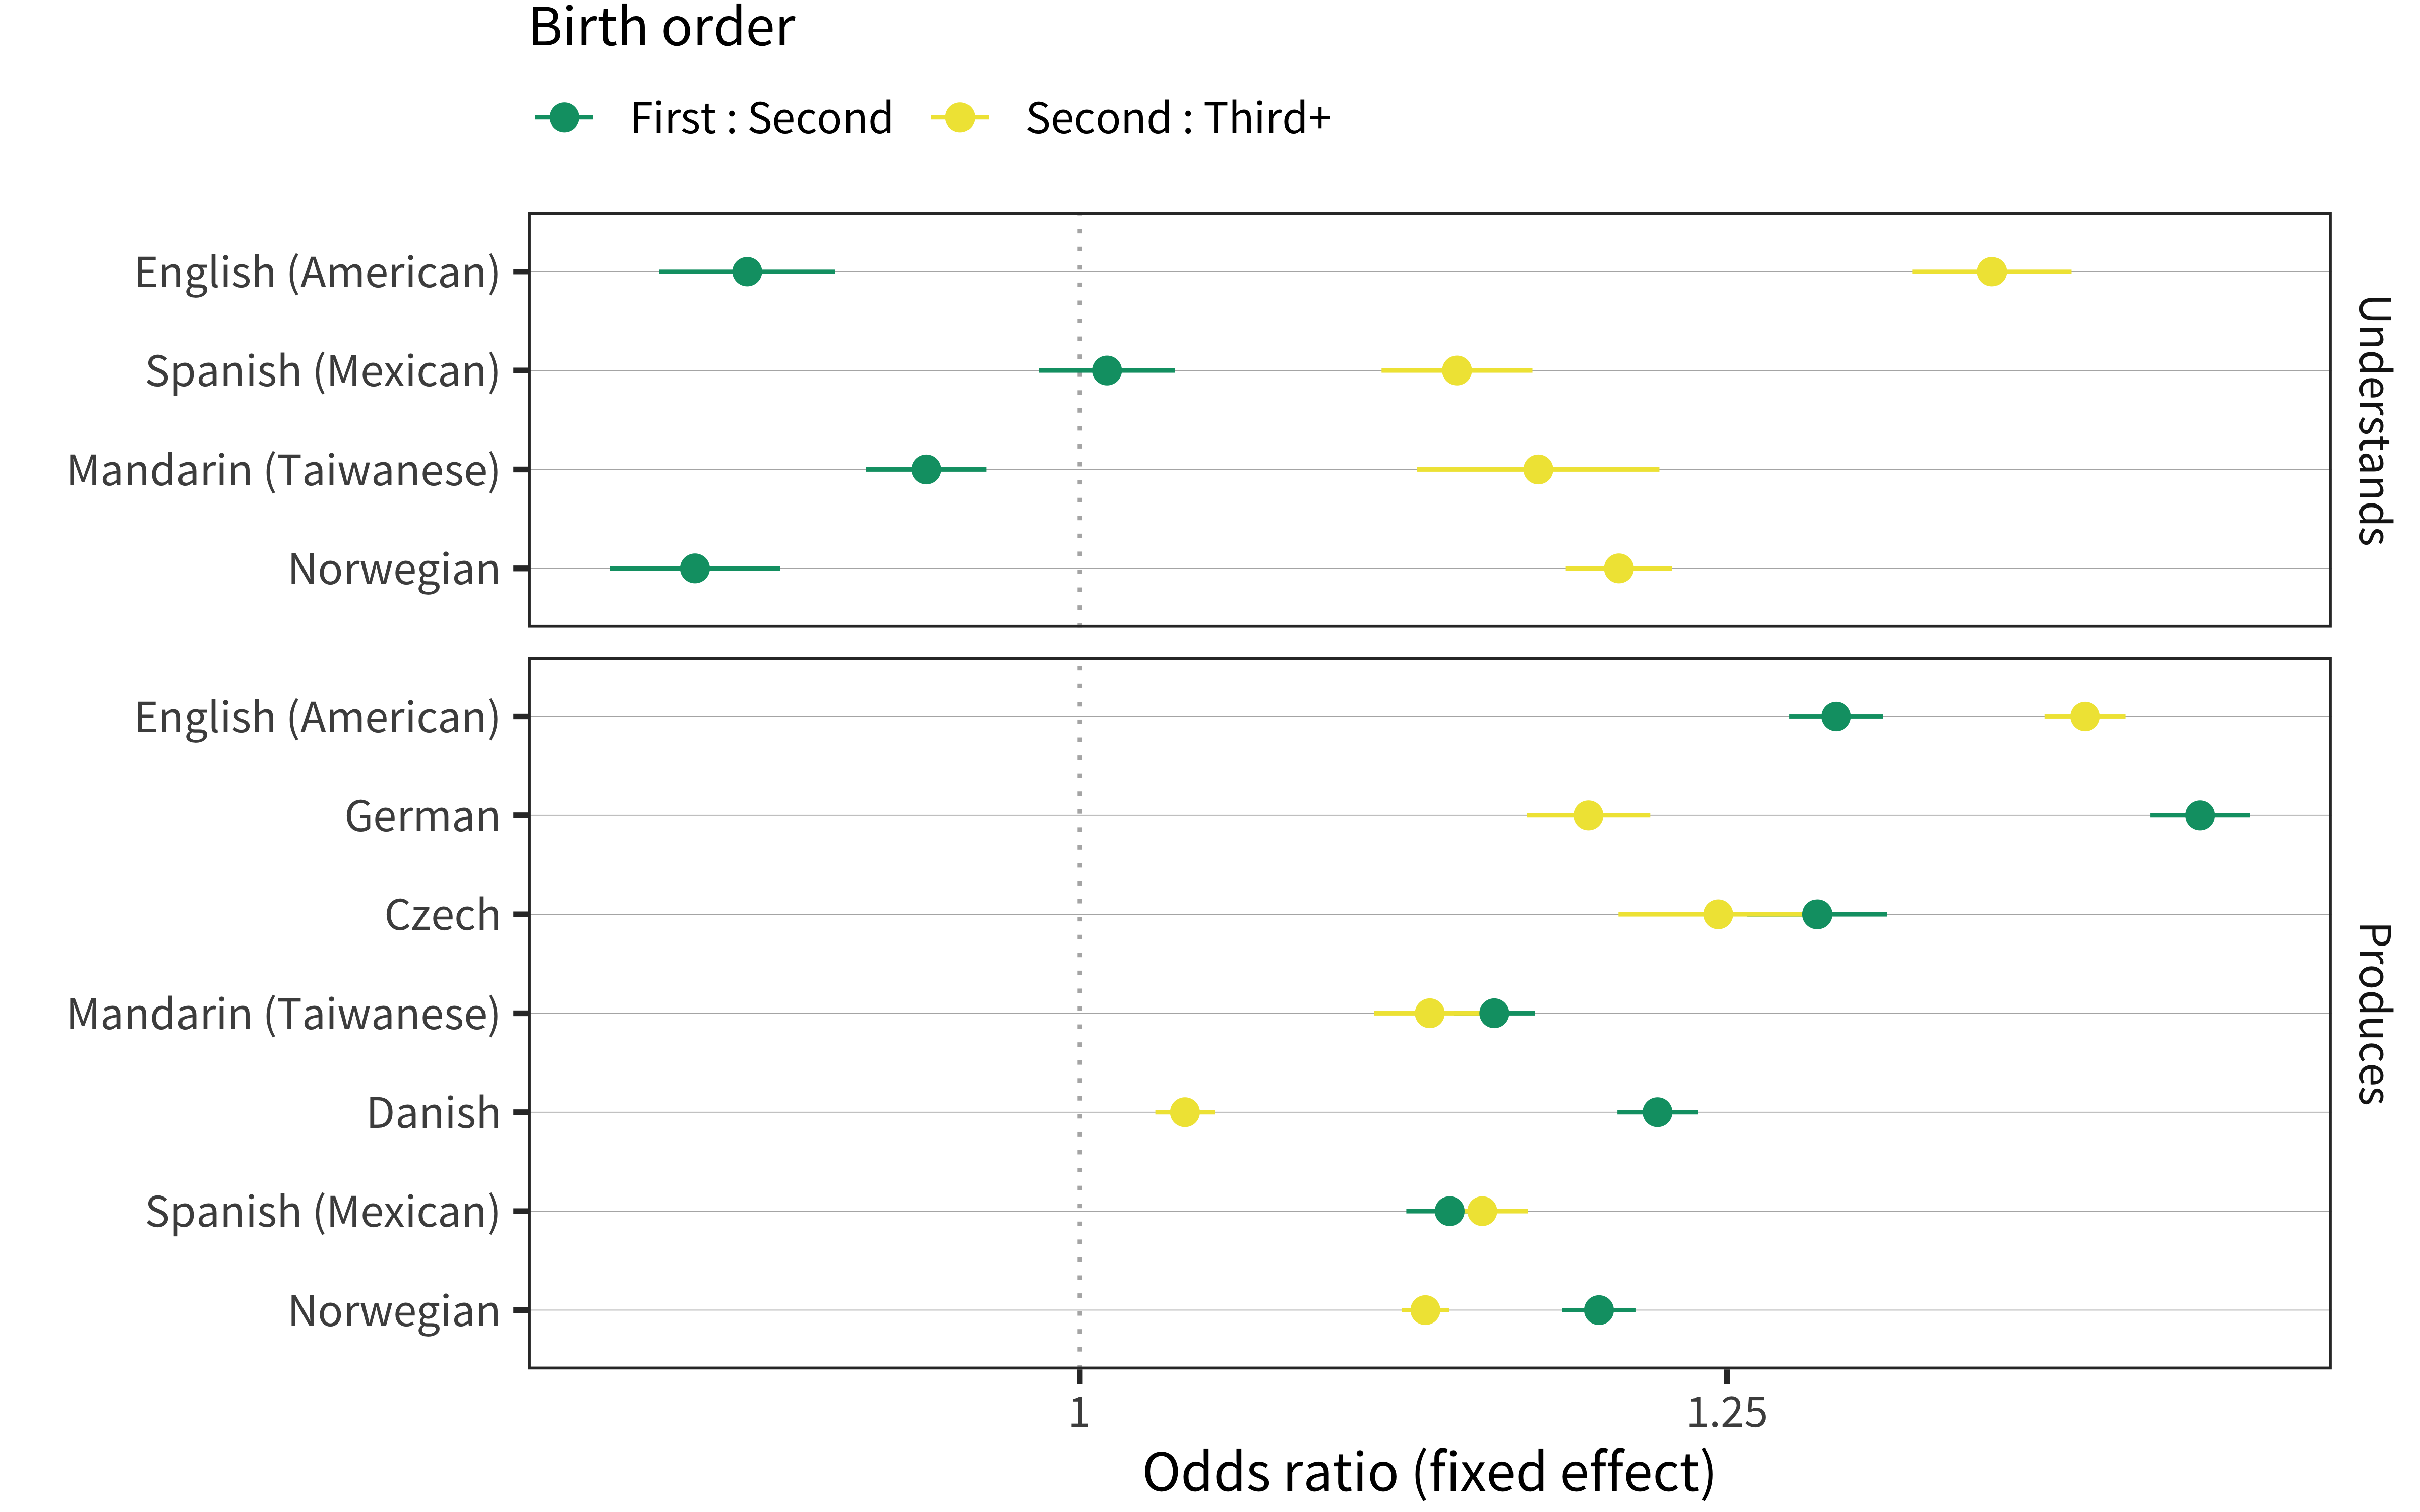 Birth order
First : Second
Second : Third+
English (American)
Spanish (Mexican)
Mandarin (Taiwanese)
Norwegian
Understands
English (American)
German
Czech
Mandarin (Taiwanese)
Danish
Spanish (Mexican)
Norwegian
Produces
1
1.25
Odds ratio (fixed effect)